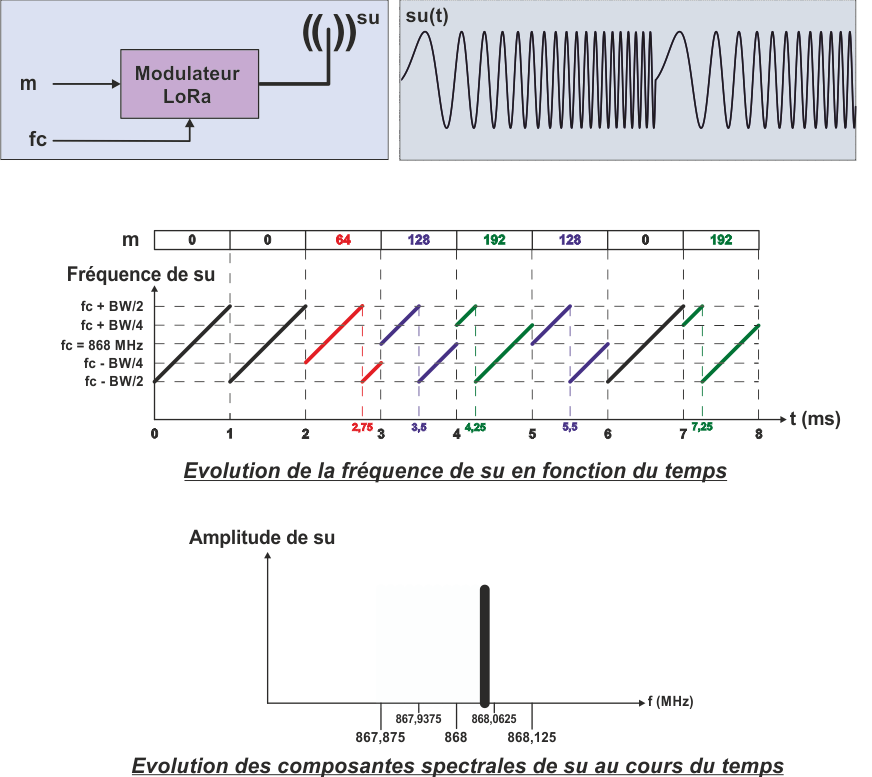 su
m
Modulateur
LoRa
fc
su(t)
m 0 0 64 128 192 128 0 192
Fréquence de su
fc + BW/2
fc + BW/4
fc = 868 MHz
fc - BW/4
fc - BW/2
t (ms)
2,75 3,5 4,25 5,5 7,25
0 1 2 3 4 5 6 7 8
Evolution de la fréquence de su en fonction du temps
Amplitude de su
f (MHz)
867,9375 868,0625
867,875 868 868,125
Evolution des composantes spectrales de su au cours du temps